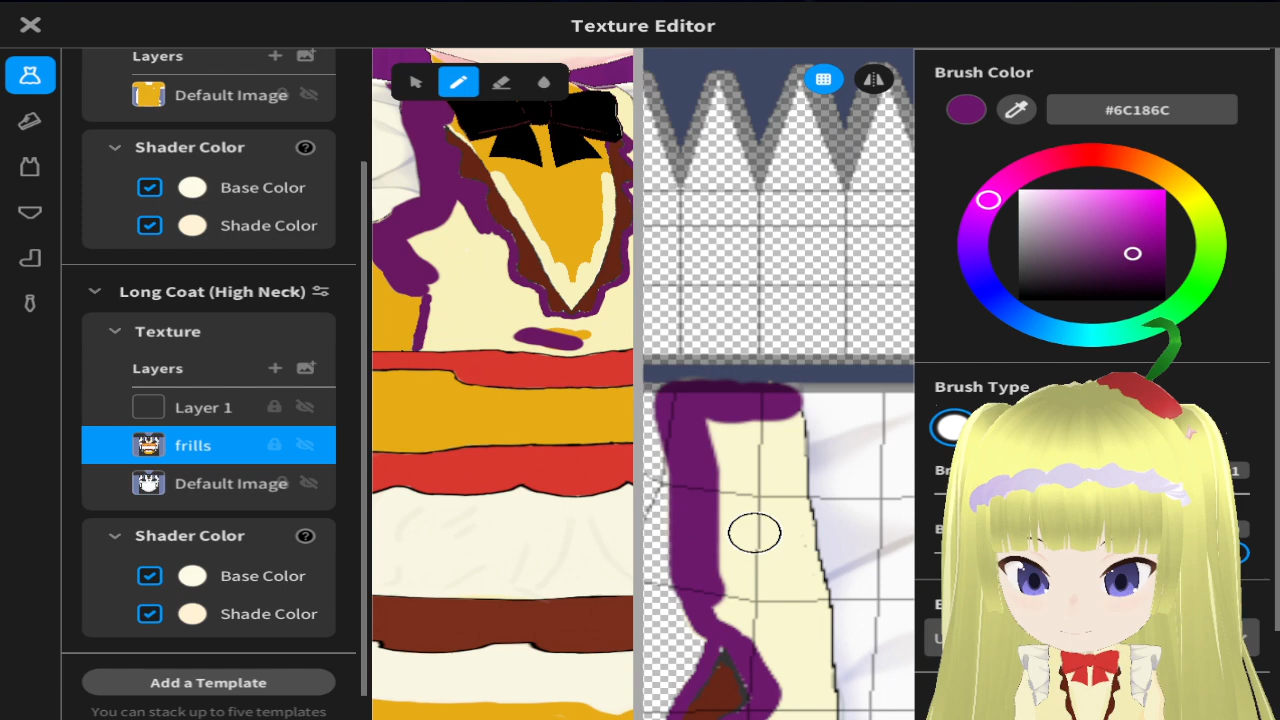 Texture Editor
Layers
Default Image
Shader Color
?
Base Color
Shade Color
Long Coat (High Neck)
Texture
Layers
Layer 1
frills
Default Image
Shader Color
?
Base Color
Shade Color
Add a Template
You can stack up to five templates
Brush Color
#6C186C
Brush Type